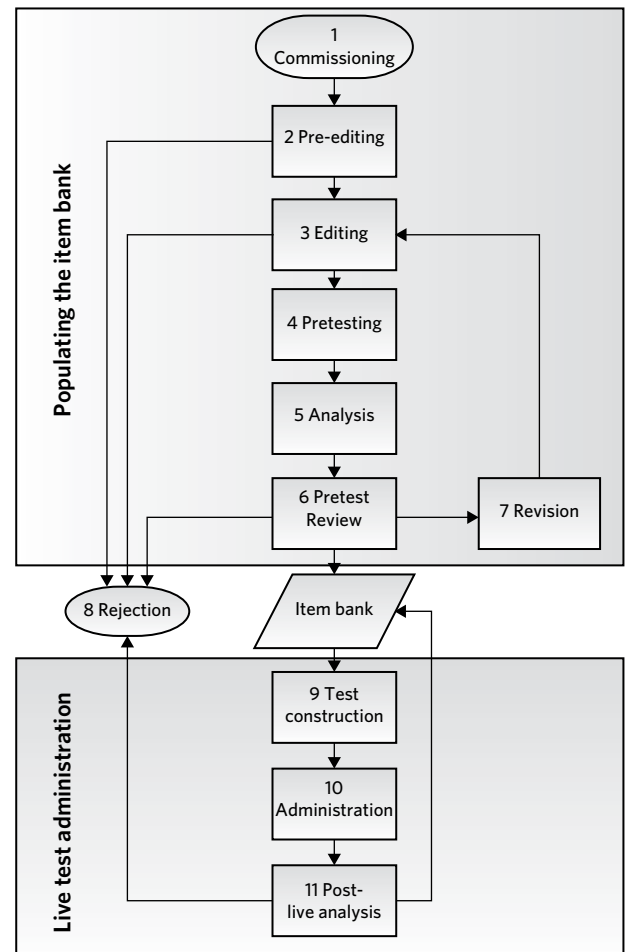 Populating the item bank
1
Commissioning
2 Pre-editing
3 Editing
4 Pretesting
5 Analysis
6 Pretest
Review
7 Revision
8 Rejection
Item bank
Live test administration
9 Test
construction
10
Administration
11 Post-
live analysis